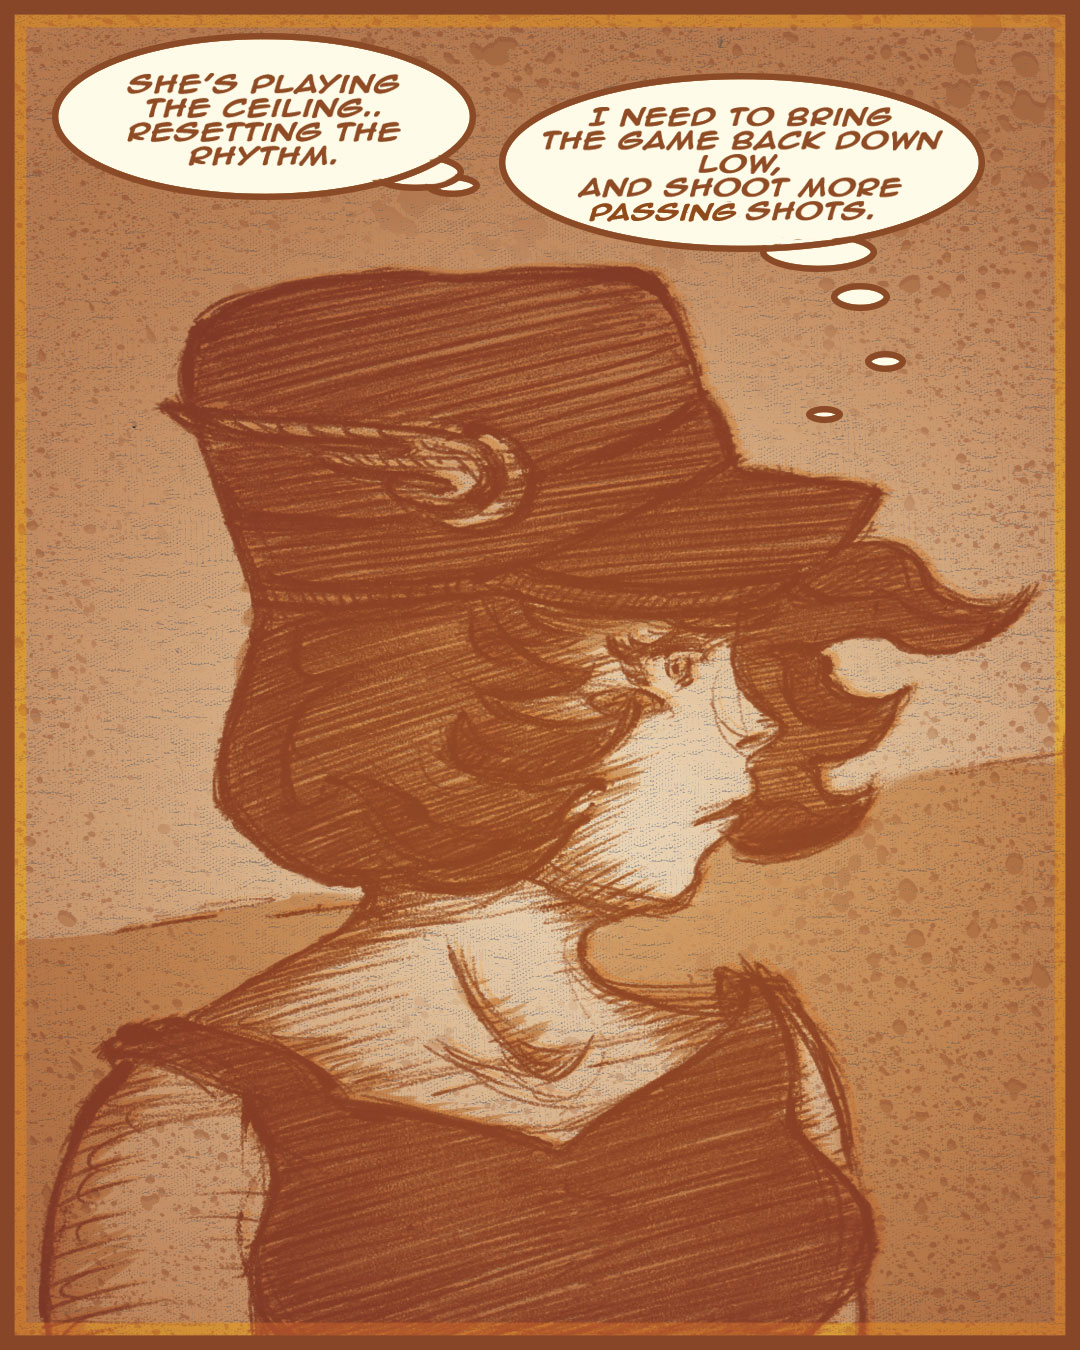 SHE'S PLAYING
THE CEILING..
RESETTING THE
RHYTHM.
I NEED TO BRING
THE GAME BACK DOWN
LOW,
AND SHOOT MORE
PASSING SHOTS.